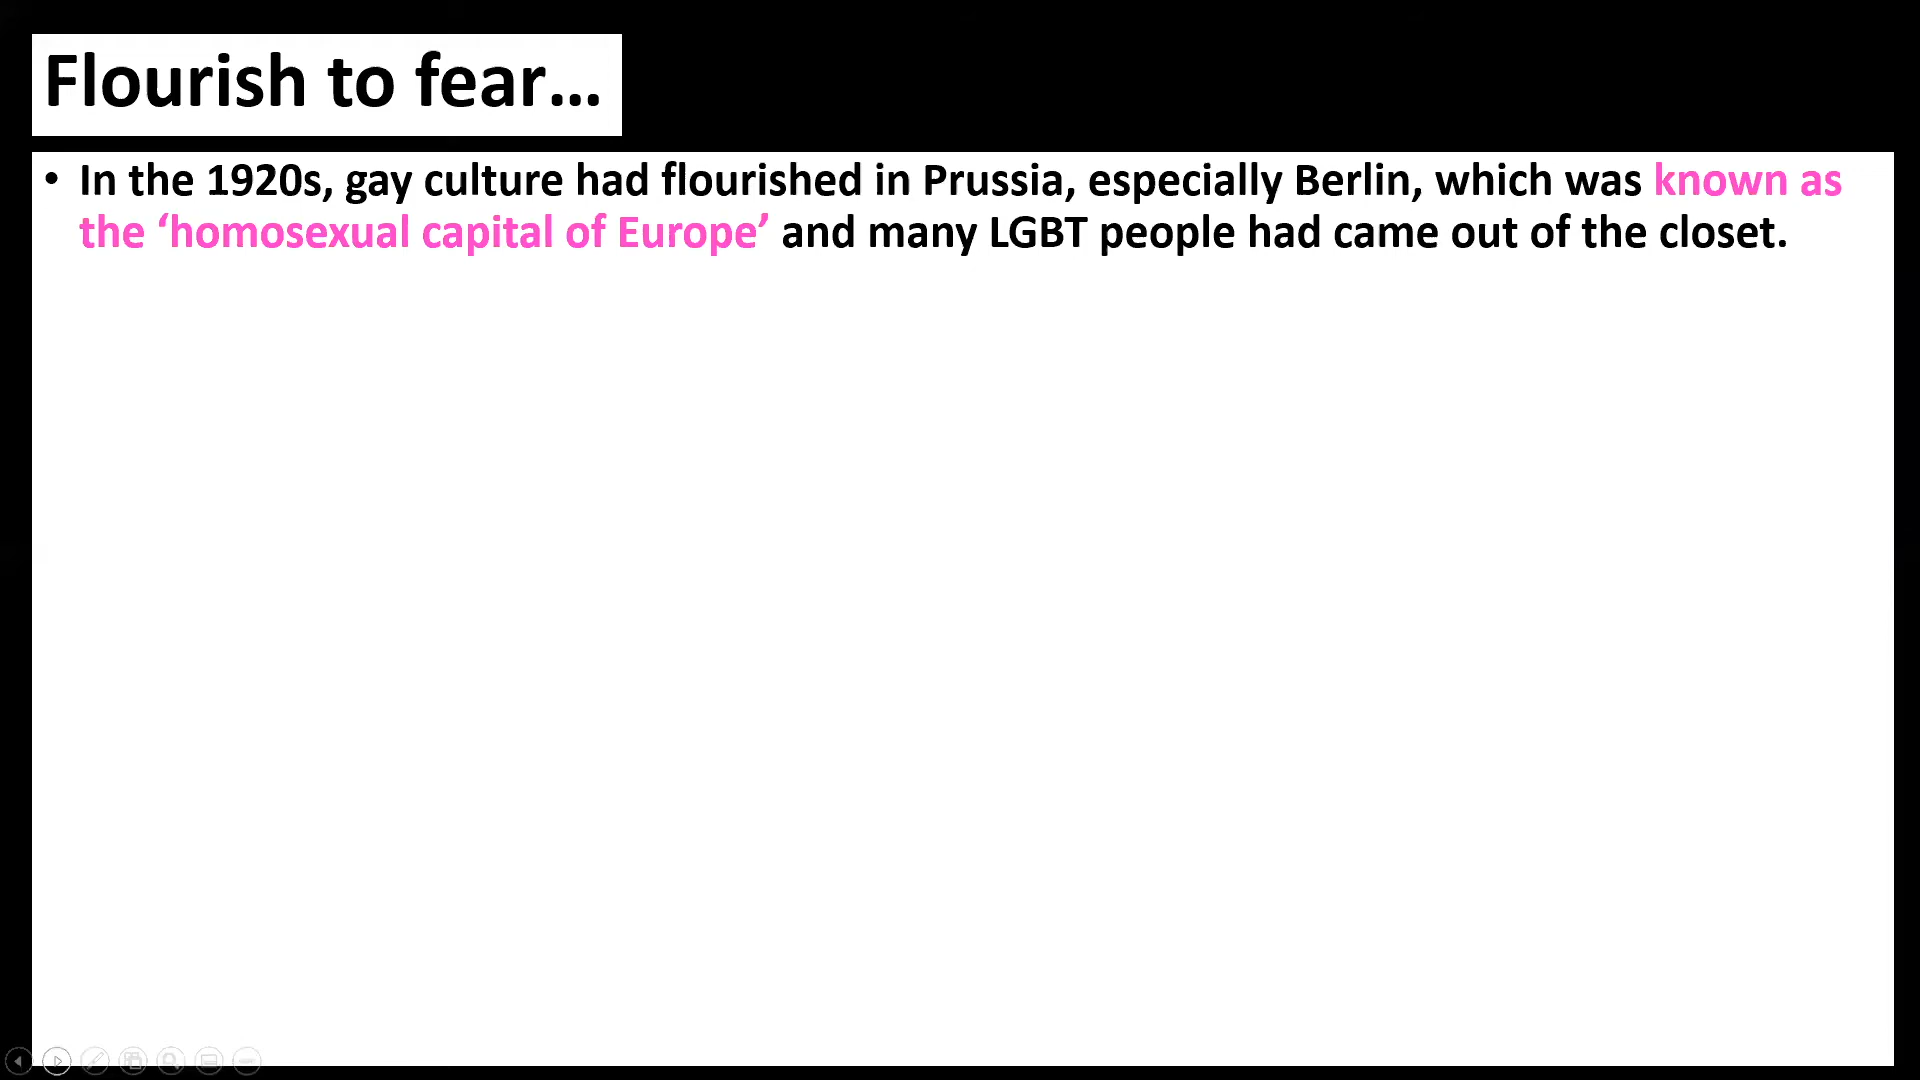 Flourish to fear...
• In the 1920s, gay culture had flourished in Prussia, especially Berlin, which was known as
the ‘homosexual capital of Europe’ and many LGBT people had came out of the closet.